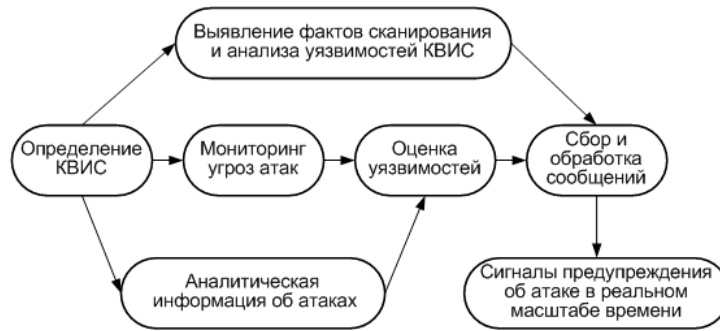 Выявление фактов сканирования
и анализа уязвимостей КВИС
Определение
КВИС
Мониторинг
угроз атак
Оценка
уязвимостей
Сбор и
обработка
сообщений
Аналитическая
информация об атаках
Сигналы предупреждения
об атаке в реальном
масштабе времени